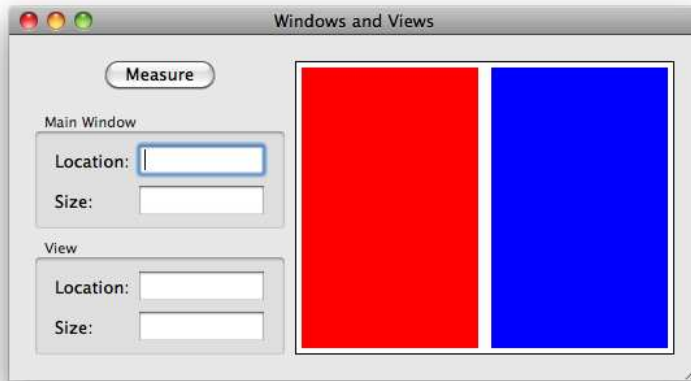 Windows and Views
Measure
Main Window
Location:
Size:
View
Location:
Size: